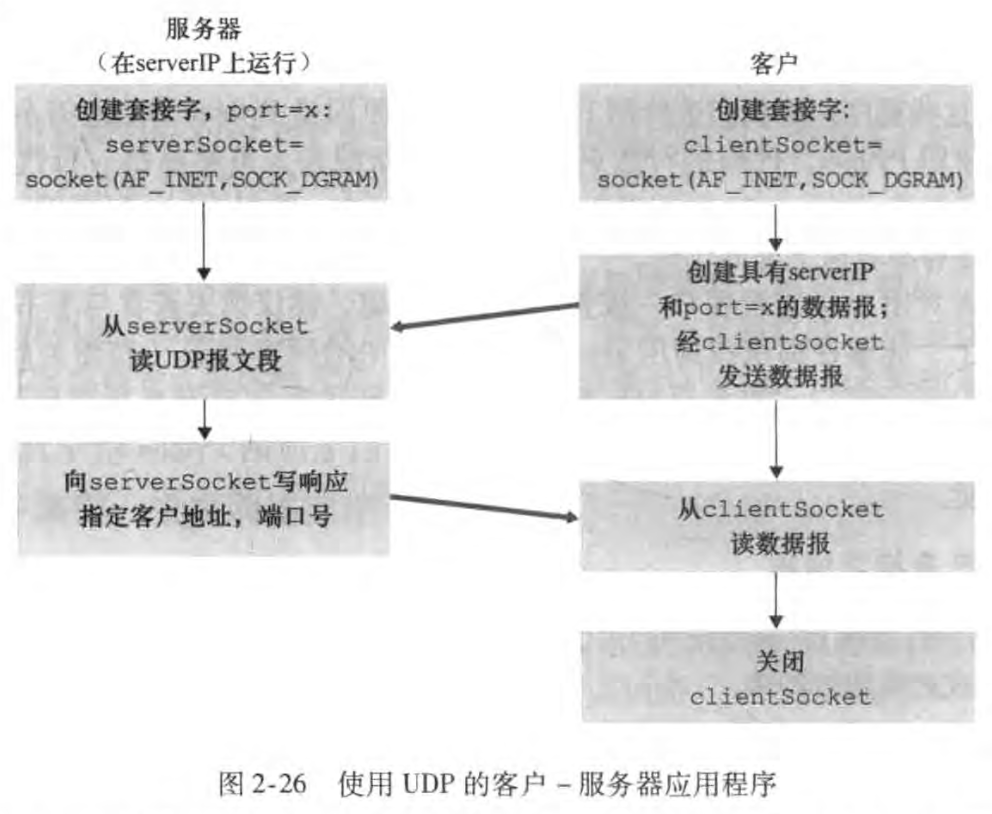 服务器
（在serverIP上运行）
创建套接字，port=x:
serverSocket=
socket(AF_INET,SOCK_DGRAM)
从serverSocket
读UDP报文段
向serverSocket写响应
指定客户地址，端口号
客户
创建套接字:
clientSocket=
socket(AF_INET,SOCK_DGRAM)
创建具有serverIP
和port=x的数据报;
经clientSocket
发送数据报
从clientSocket
读数据报
关闭
clientSocket
图 2-26 使用 UDP 的客户 – 服务器应用程序